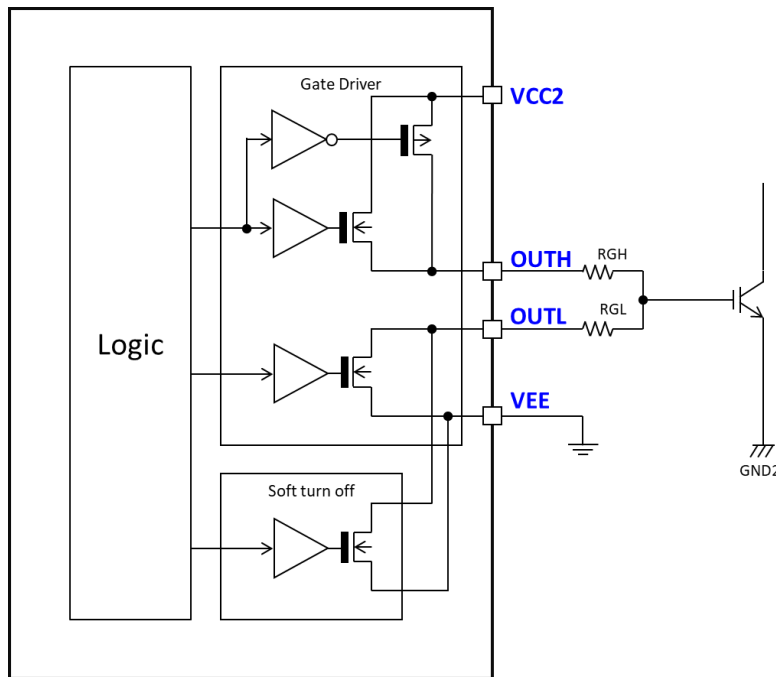 Gate Driver
VCC2
OUTH
RGH
OUTL
RGL
Logic
VEE
GND2
Soft turn off